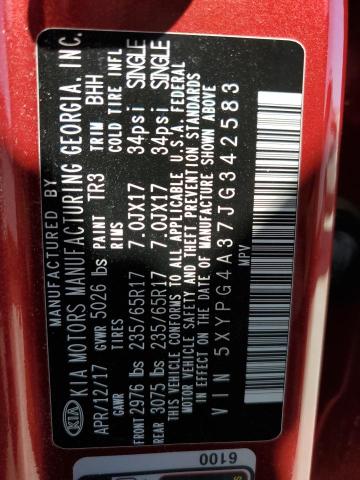 MANUFACTURED BY
KIA KIA MOTORS MANUFACTURING GEORGIA, INC.
APR/12/17 PAINT TR3 TRIM BHH
GVWR 5026 lbs
GAWR TIRES RIMS COLD TIRE INFL
FRONT 2976 lbs 235/65R17 7.0JX17 34psi SINGLE
REAR 3075 lbs 235/65R17 7.0JX17 34psi SINGLE
THIS VEHICLE CONFORMS TO ALL APPLICABLE U.S.A. FEDERAL
MOTOR VEHICLE SAFETY AND THEFT PREVENTION STANDARDS
IN EFFECT ON THE DATE OF MANUFACTURE SHOWN ABOVE
VIN 5XYPG4A37JG342583
MPV
6100